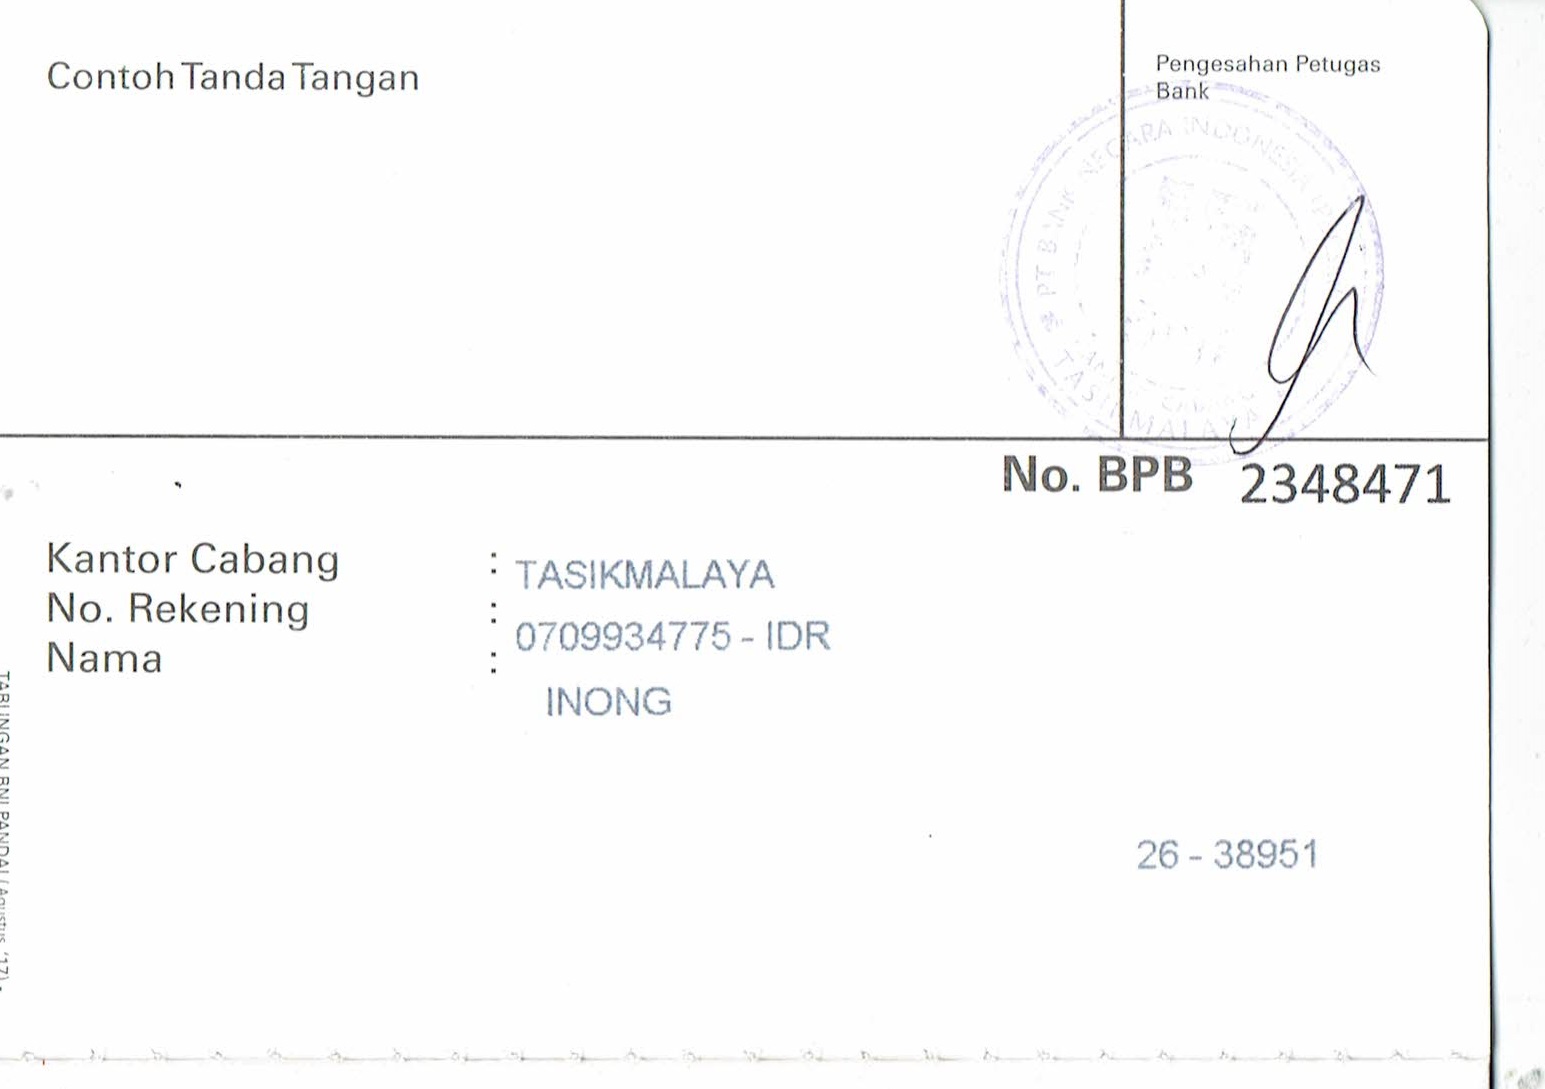 Contoh Tanda Tangan
Pengesahan Petugas
Bank
PT BANK NEGARA INDONESIA
TASIKMALAYA
No. BPB 2348471
Kantor Cabang : TASIKMALAYA
No. Rekening : 0709934775 - IDR
Nama : INONG
26 - 38951
TABUNGAN BNI PANDAI / Agustus '17)